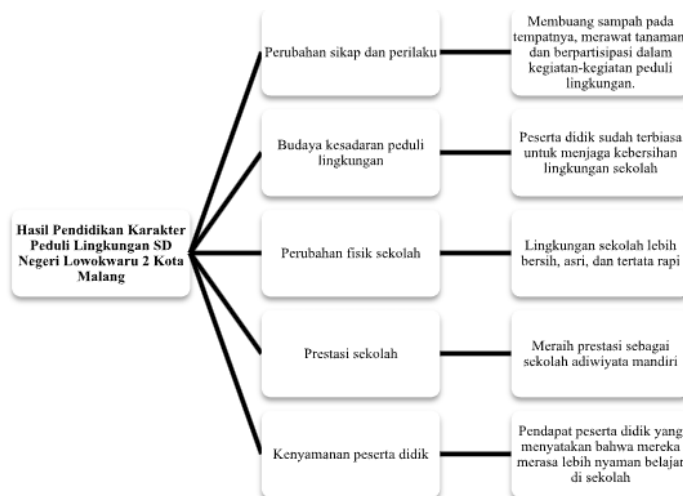 Hasil Pendidikan Karakter
Peduli Lingkungan SD
Negeri Lowokwaru 2 Kota
Malang
Perubahan sikap dan perilaku
Membuang sampah pada
tempatnya, merawat tanaman
dan berpartisipasi dalam
kegiatan-kegiatan peduli
lingkungan.
Budaya kesadaran peduli
lingkungan
Peserta didik sudah terbiasa
untuk menjaga kebersihan
lingkungan sekolah
Perubahan fisik sekolah
Lingkungan sekolah lebih
bersih, asri, dan tertata rapi
Prestasi sekolah
Meraih prestasi sebagai
sekolah adiwiyata mandiri
Kenyamanan peserta didik
Pendapat peserta didik yang
menyatakan bahwa mereka
merasa lebih nyaman belajar
di sekolah